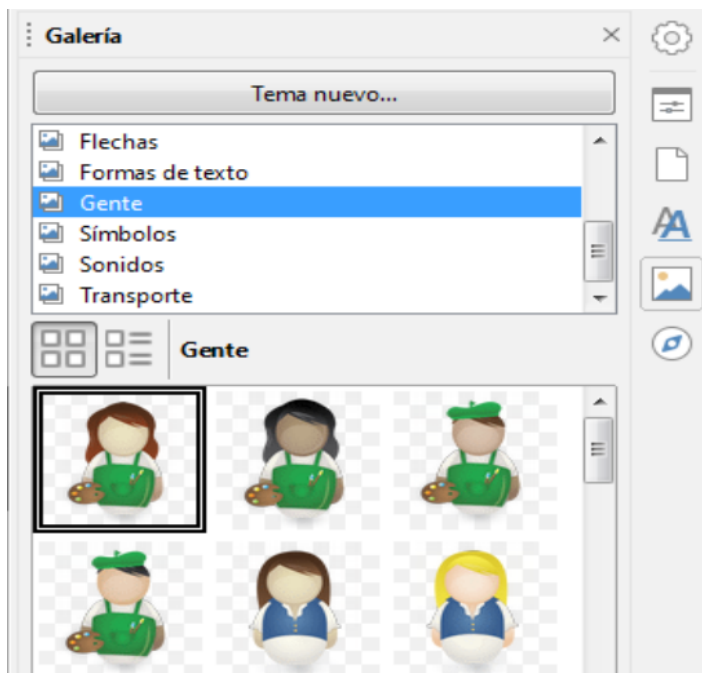 Galería
Tema nuevo...
Flechas
Formas de texto
Gente
Símbolos
Sonidos
Transporte
Gente